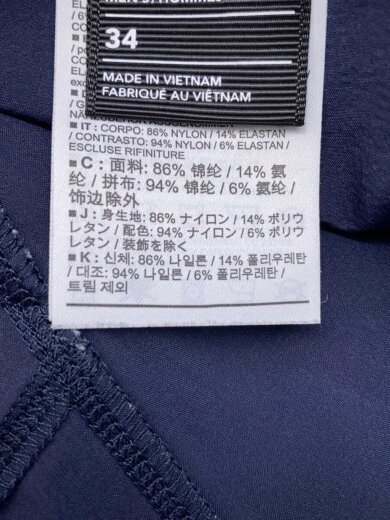 MEN'S/HOMMES
34
MADE IN VIETNAM
FABRIQUÉ AU VIÊTNAM
■ IT : CORPO: 86% NYLON / 14% ELASTAN
/ CONTRASTO: 94% NYLON / 6% ELASTAN/
ESCLUSE RIFINITURE
■ C : 面料: 86% 锦纶 / 14% 氨
纶 / 拼布: 94% 锦纶 / 6% 氨纶/
饰边除外
■ J : 身生地: 86% ナイロン / 14% ポリウ
レタン / 配色: 94% ナイロン / 6% ポリウ
レタン / 装飾を除く
■ K : 신체: 86% 나일론 / 14% 폴리우레탄
/ 대조: 94% 나일론/ 6% 폴리우레탄/
트림 제외